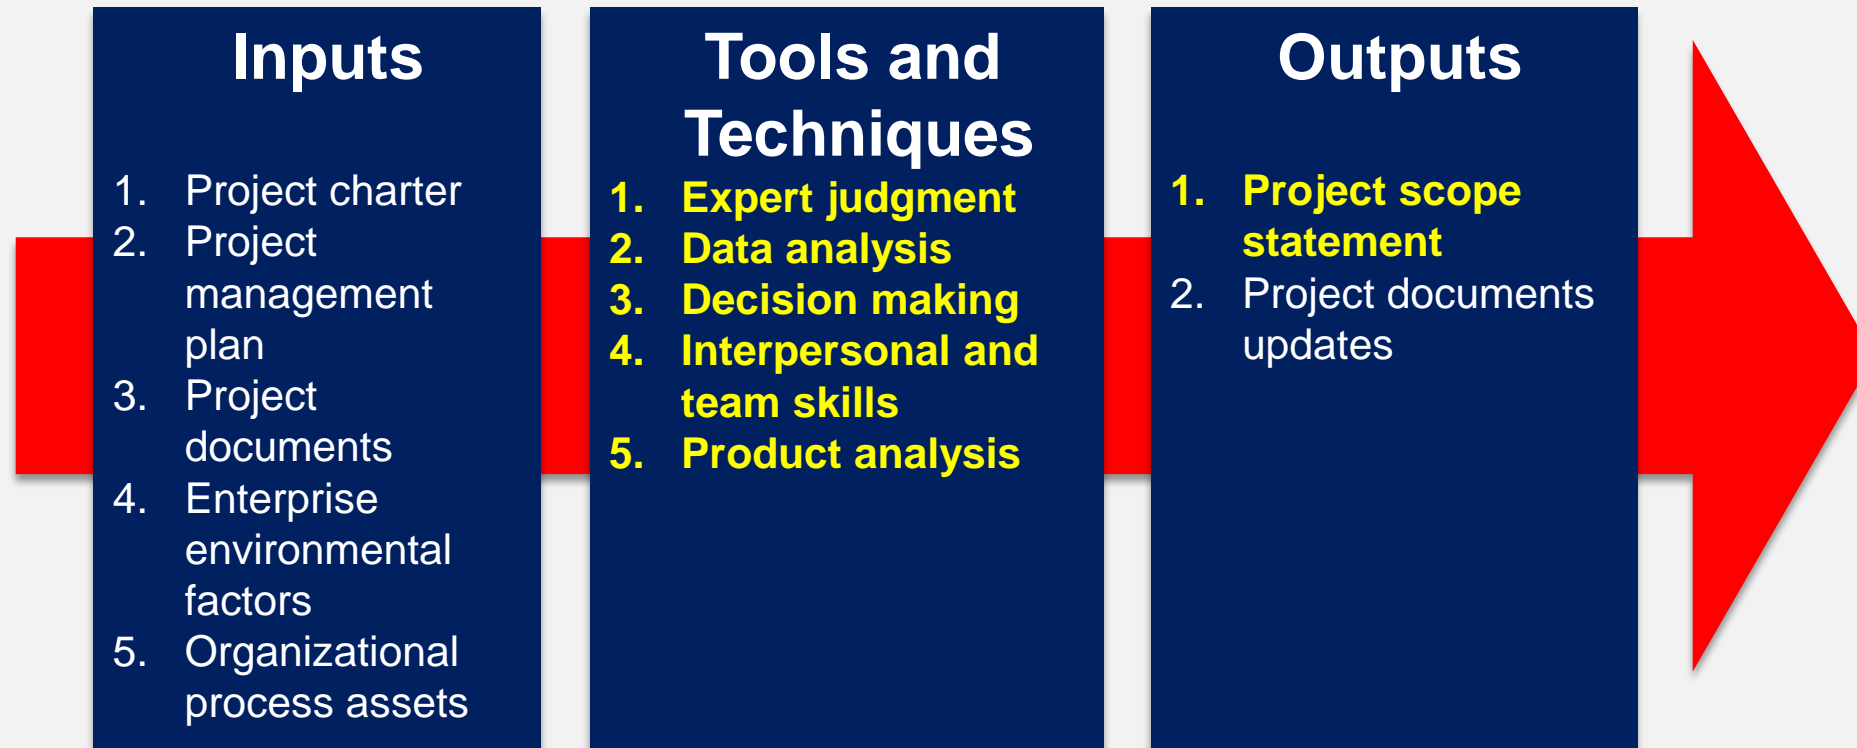 Inputs
1. Project charter
2. Project
management
plan
3. Project
documents
4. Enterprise
environmental
factors
5. Organizational
process assets
Tools and
Techniques
1. Expert judgment
2. Data analysis
3. Decision making
4. Interpersonal and
team skills
5. Product analysis
Outputs
1. Project scope
statement
2. Project documents
updates